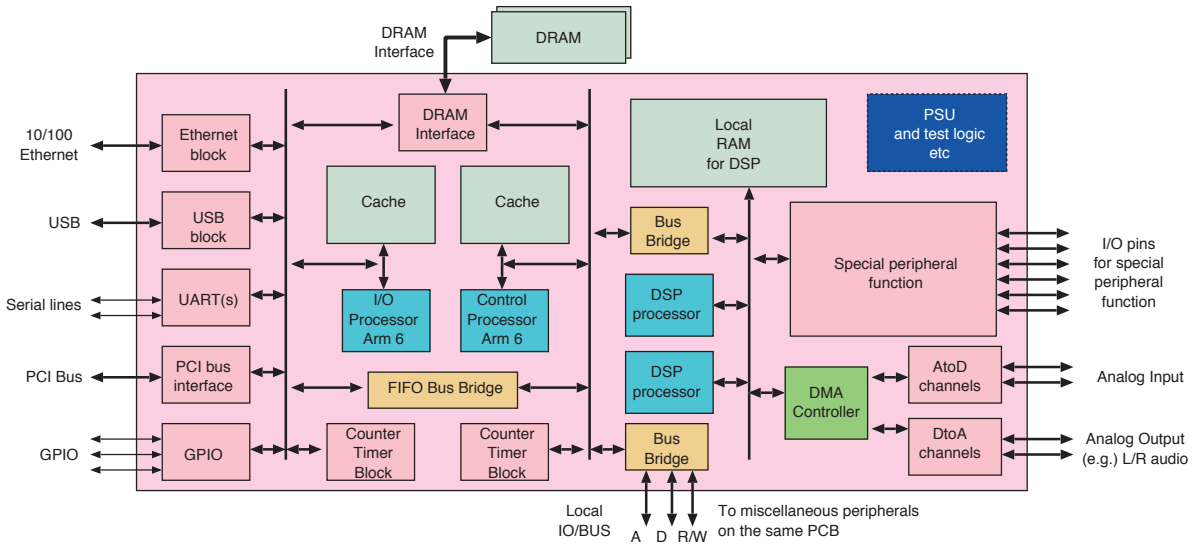 DRAM
Interface
DRAM
10/100
Ethernet
Ethernet
block
DRAM
Interface
Local
RAM
for DSP
PSU
and test logic
etc
USB
USB
block
Cache
Cache
Bus
Bridge
Special peripheral
function
I/O pins
for special
peripheral
function
Serial lines
UART(s)
I/O
Processor
Arm 6
Control
Processor
Arm 6
DSP
processor
PCI Bus
PCI bus
interface
FIFO Bus Bridge
DSP
processor
DMA
Controller
AtoD
channels
Analog Input
GPIO
GPIO
Counter
Timer
Block
Counter
Timer
Block
Bus
Bridge
DtoA
channels
Analog Output
(e.g.) L/R audio
Local
IO/BUS
A
D
R/W
To miscellaneous peripherals
on the same PCB